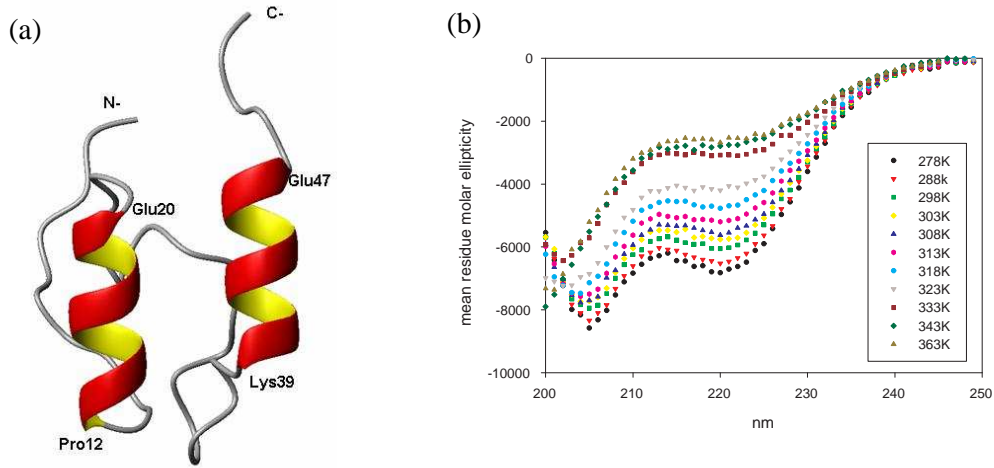 (a)
C-
N-
Glu47
Glu20
Lys39
Pro12
(b)
0
-2000
-4000
-6000
-8000
-10000
mean residue molar ellipticity
200 210 220 230 240 250
nm
278K
288k
298K
303K
308K
313K
318K
323K
333K
343K
363K